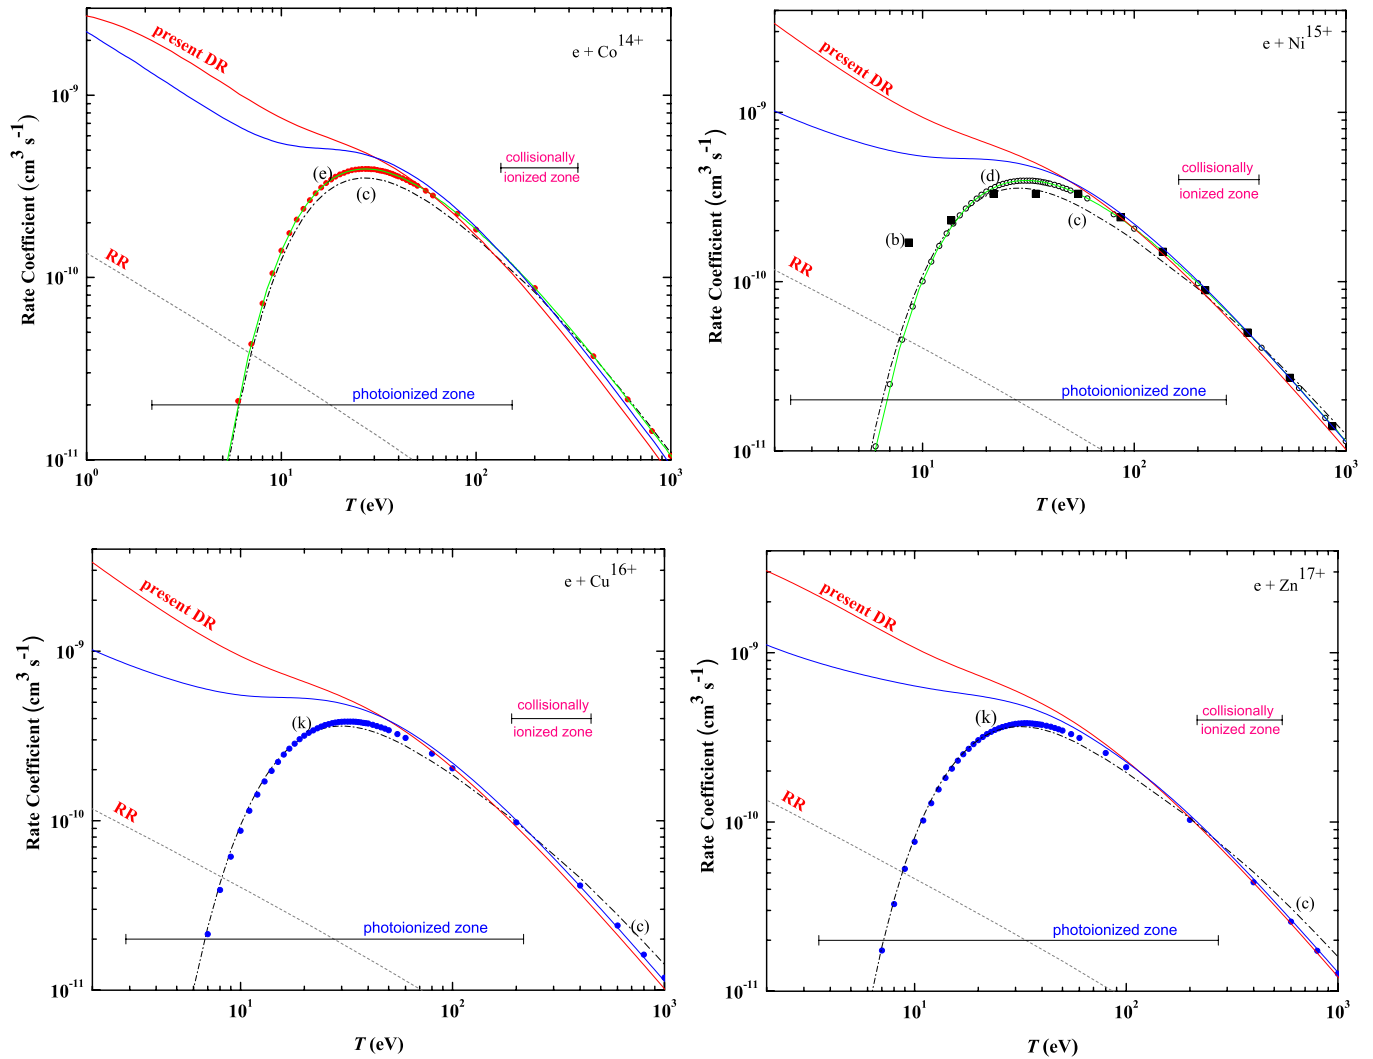 e + Co14+
present DR
10-9
(e)
(c)
collisionally
ionized zone
RR
10-10
photoionized zone
10-11
100
101
102
103
Rate Coefficient (cm3 s-1)
T (eV)
e + Ni15+
present DR
10-9
(d)
(c)
(b)
collisionally
ionized zone
RR
10-10
photoionionized zone
10-11
101
102
103
Rate Coefficient (cm3 s-1)
T (eV)
e + Cu16+
present DR
10-9
(k)
collisionally
ionized zone
RR
10-10
(c)
photoionized zone
10-11
101
102
103
Rate Coefficient (cm3 s-1)
T (eV)
e + Zn17+
present DR
10-9
(k)
collisionally
ionized zone
RR
10-10
(c)
photoionized zone
10-11
101
102
103
Rate Coefficient (cm3 s-1)
T (eV)